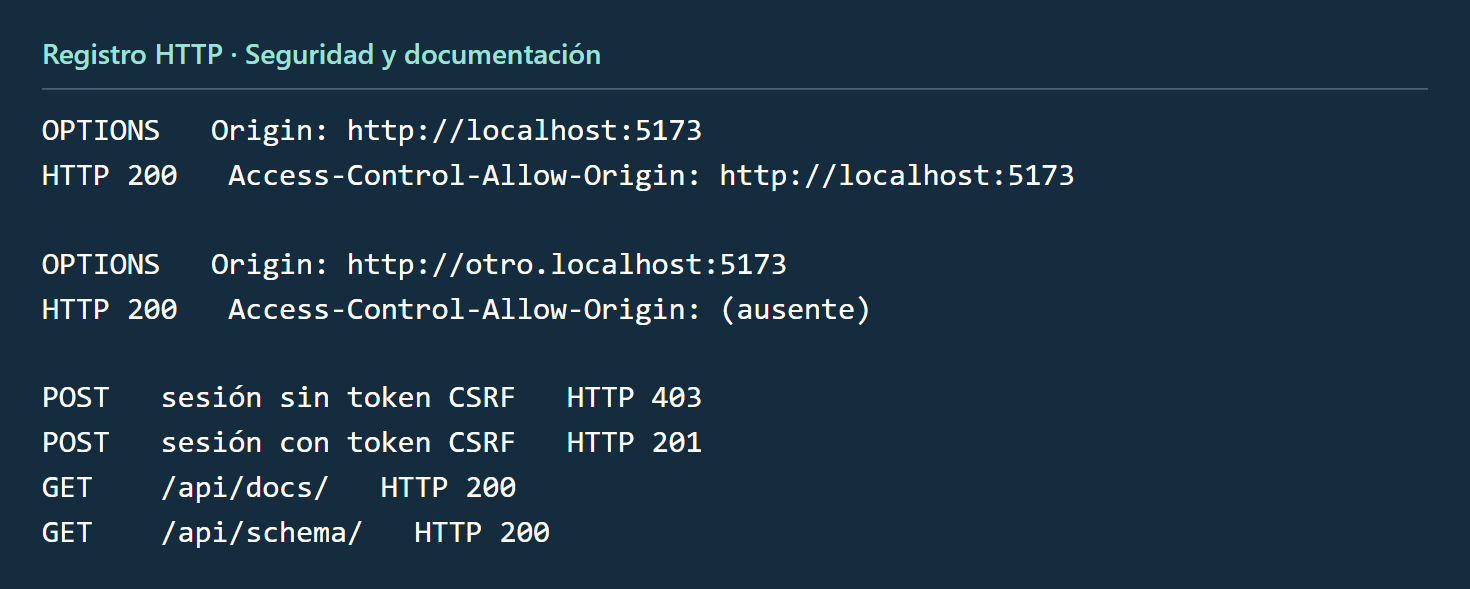 Registro HTTP · Seguridad y documentación
OPTIONS   Origin: http://localhost:5173
HTTP 200   Access-Control-Allow-Origin: http://localhost:5173
OPTIONS   Origin: http://otro.localhost:5173
HTTP 200   Access-Control-Allow-Origin: (ausente)
POST   sesión sin token CSRF   HTTP 403
POST   sesión con token CSRF   HTTP 201
GET    /api/docs/   HTTP 200
GET    /api/schema/   HTTP 200